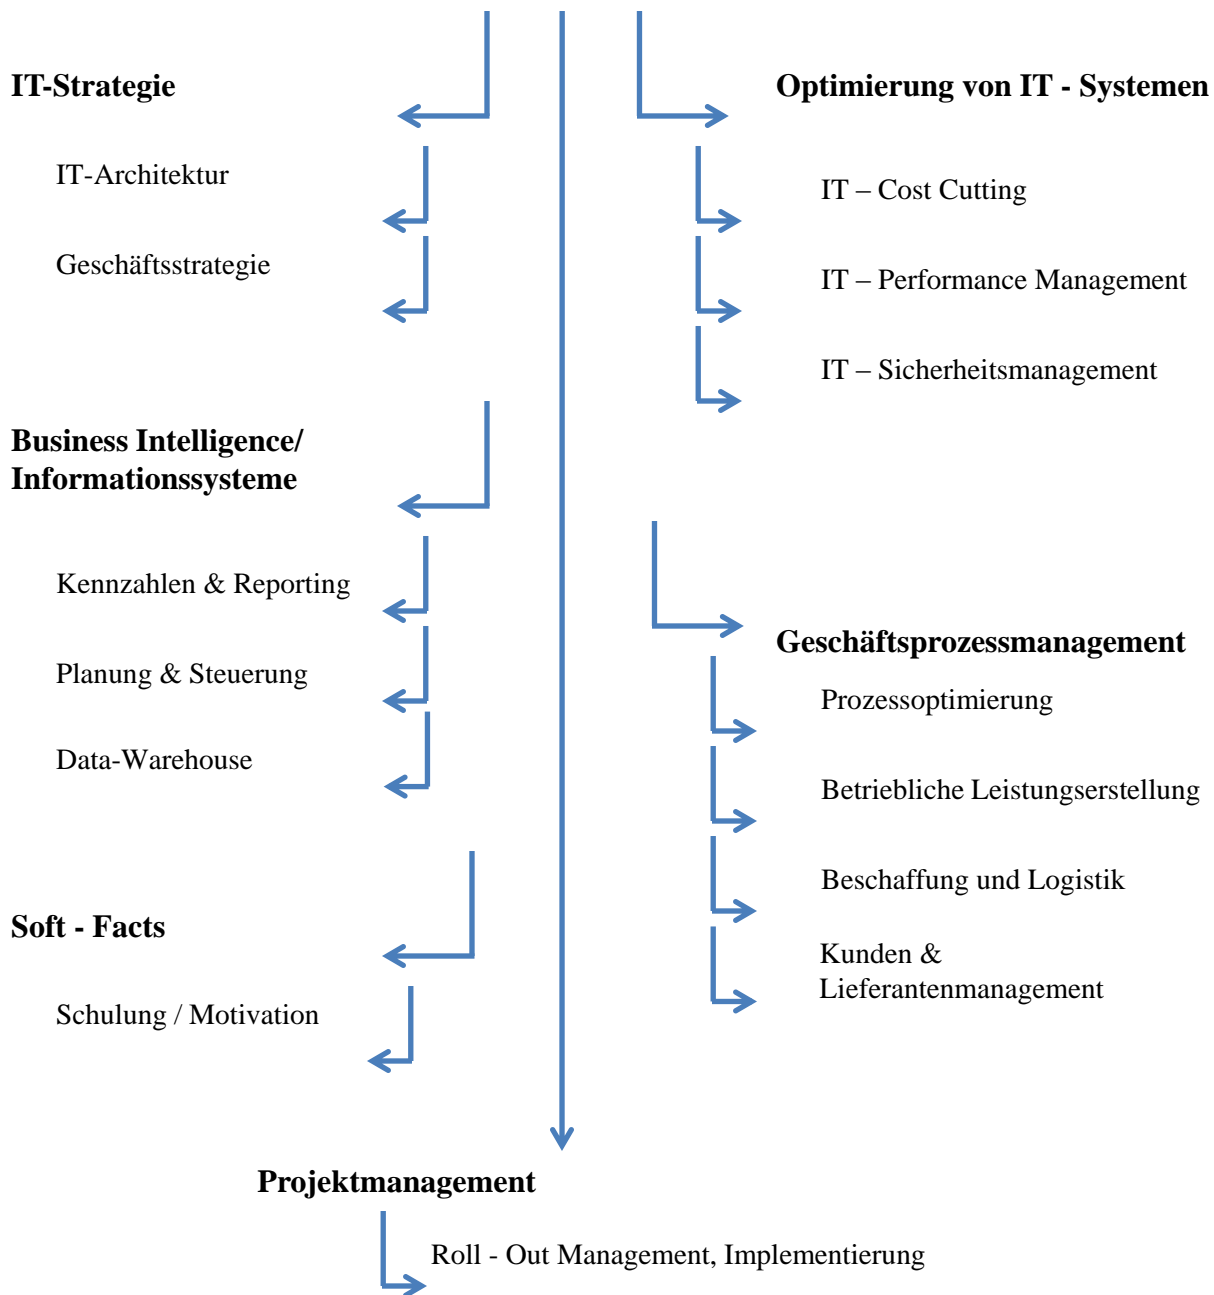 IT-Strategie
IT-Architektur
Geschäftsstrategie
Business Intelligence/
Informationssysteme
Kennzahlen & Reporting
Planung & Steuerung
Data-Warehouse
Soft - Facts
Schulung / Motivation
Optimierung von IT - Systemen
IT – Cost Cutting
IT – Performance Management
IT – Sicherheitsmanagement
Geschäftsprozessmanagement
Prozessoptimierung
Betriebliche Leistungserstellung
Beschaffung und Logistik
Kunden &
Lieferantenmanagement
Projektmanagement
Roll - Out Management, Implementierung